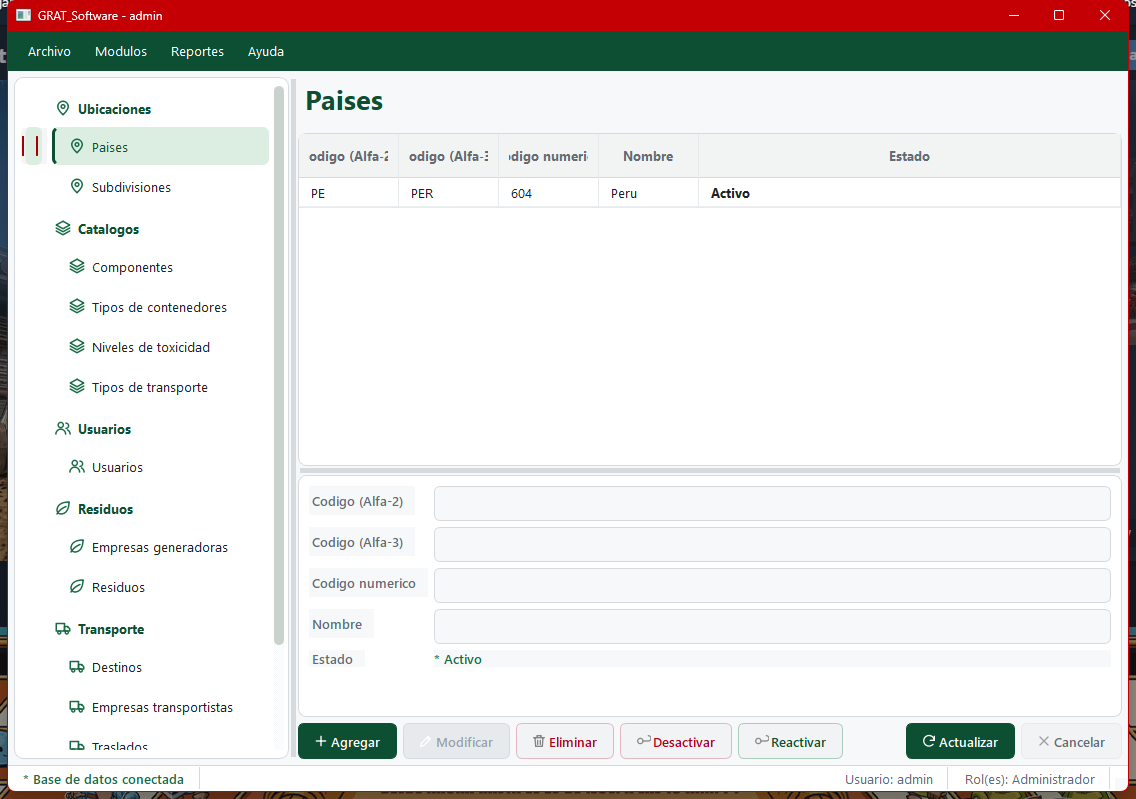 GRAT_Software - admin
Archivo Modulos Reportes Ayuda
Ubicaciones
Paises
Subdivisiones
Catalogos
Componentes
Tipos de contenedores
Niveles de toxicidad
Tipos de transporte
Usuarios
Usuarios
Residuos
Empresas generadoras
Residuos
Transporte
Destinos
Empresas transportistas
Traslados
Paises
odigo (Alfa-2 odigo (Alfa-3 odigo numeri Nombre Estado
PE PER 604 Peru Activo
Codigo (Alfa-2)
Codigo (Alfa-3)
Codigo numerico
Nombre
Estado * Activo
Agregar Modificar Eliminar Desactivar Reactivar Actualizar Cancelar
* Base de datos conectada Usuario: admin Rol(es): Administrador